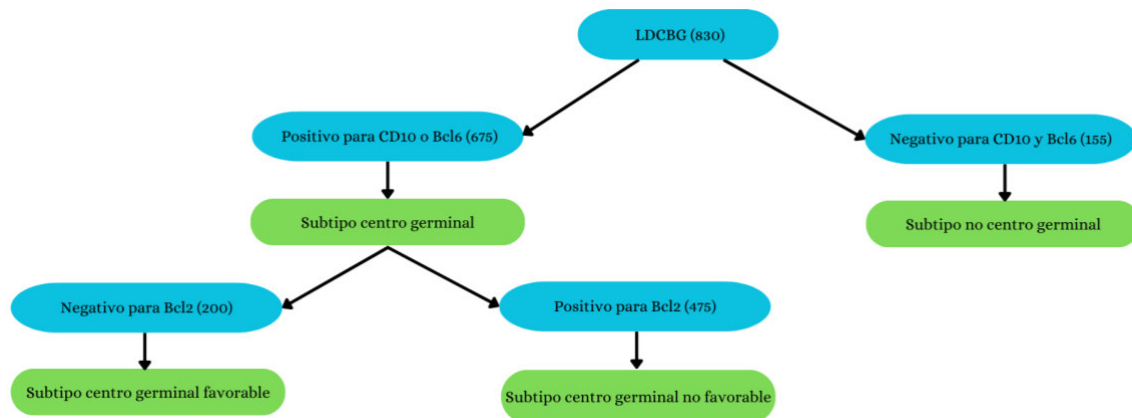 LDCBG (830)
Positivo para CD10 o Bcl6 (675)
Negativo para CD10 y Bcl6 (155)
Subtipo centro germinal
Subtipo no centro germinal
Negativo para Bcl2 (200)
Positivo para Bcl2 (475)
Subtipo centro germinal favorable
Subtipo centro germinal no favorable